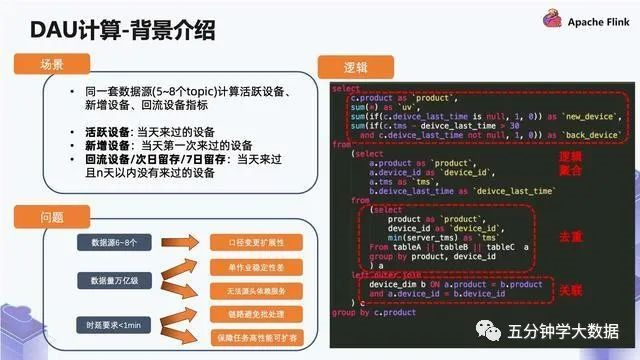 DAU计算-背景介绍
Apache Flink
场景
• 同一套数据源(5~8个topic)计算活跃设备、
新增设备、回流设备指标
• 活跃设备: 当天来过的设备
• 新增设备: 当天第一次来过的设备
• 回流设备/次日留存/7日留存: 当天来过
且n天以内没有来过的设备
问题
数据源6~8个
数据量万亿级
时延要求<1min
口径变更扩展性
单作业稳定性差
无法源头依赖服务
链路避免批处理
保障任务高性能可扩容
逻辑
select
c.product as `product`,
sum(*) as `uv`,
sum(if(c.deivce_last_time is null, 1, 0)) as `new_device`,
sum(if(c.tms - deivce_last_time > 30
and c.deivce_last_time not null, 1, 0)) as `back_device`
from
(select
a.product as `product`,
a.device_id as `device_id`,
a.tms as `tms`,
b.deivce_last_time as `deivce_last_time`
from
(select
product as `product`,
device_id as `device_id`,
min(server_tms) as `tms`
From tableA || tableB || tableC a
group by product, device_id
) a
left outer join
device_dim b ON a.product = b.product
and a.device_id = b.device_id
) c
group by c.product
逻辑
聚合
去重
关联
五分钟学大数据